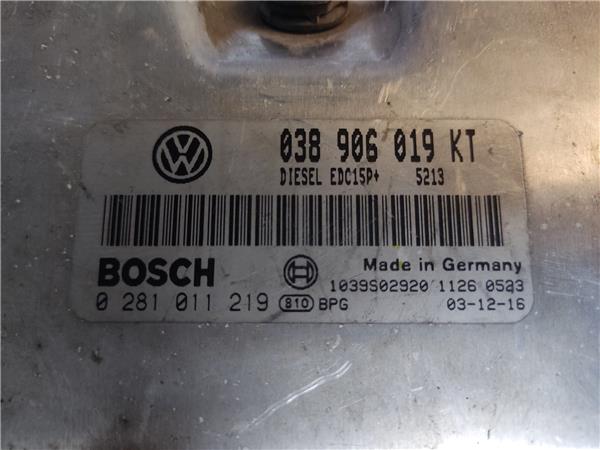 038 906 019 KT
DIESEL EDC15P+ 5213
BOSCH
Made in Germany
1039S02920 1126 0523
0 281 011 219 810 BPG
03-12-16